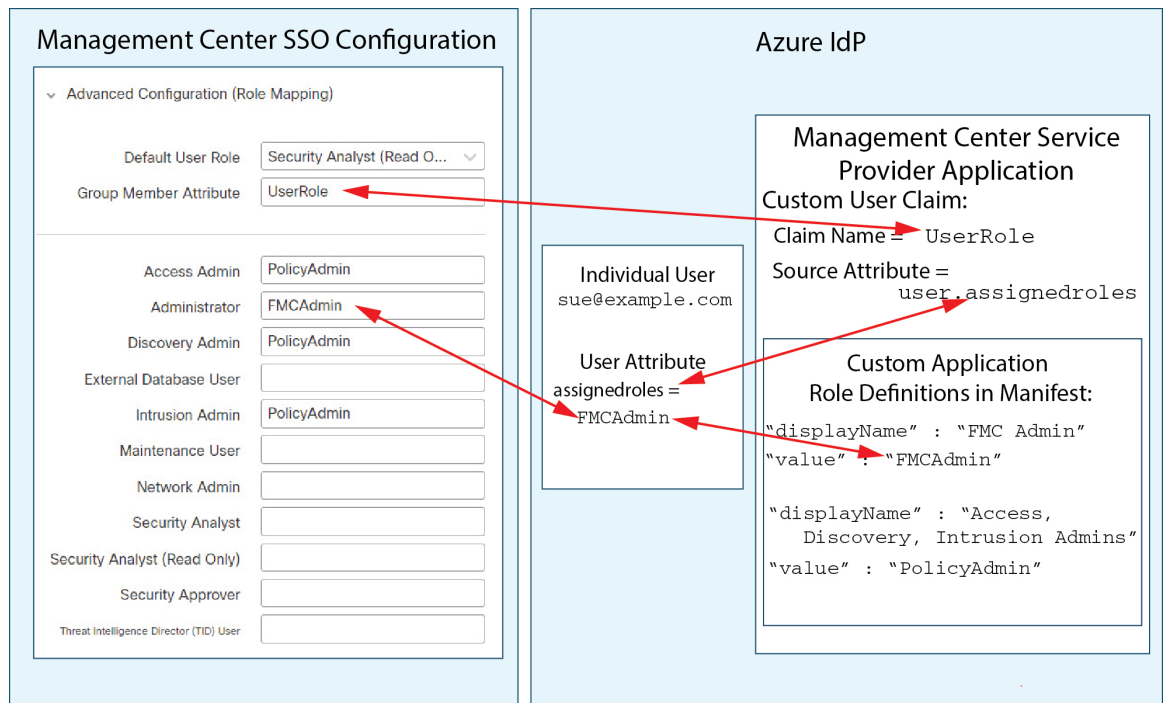 Management Center SSO Configuration
Advanced Configuration (Role Mapping)
Default User Role Security Analyst (Read O...
Group Member Attribute UserRole
Access Admin PolicyAdmin
Administrator FMCAdmin
Discovery Admin PolicyAdmin
External Database User
Intrusion Admin PolicyAdmin
Maintenance User
Network Admin
Security Analyst
Security Analyst (Read Only)
Security Approver
Threat Intelligence Director (TID) User
Azure IdP
Individual User
sue@example.com
User Attribute
assignedroles =
FMCAdmin
Management Center Service
Provider Application
Custom User Claim:
Claim Name = UserRole
Source Attribute =
user.assignedroles
Custom Application
Role Definitions in Manifest:
“displayName” : “FMC Admin”
“value” : “FMCAdmin”
“displayName” : “Access,
Discovery, Intrusion Admins”
“value” : “PolicyAdmin”